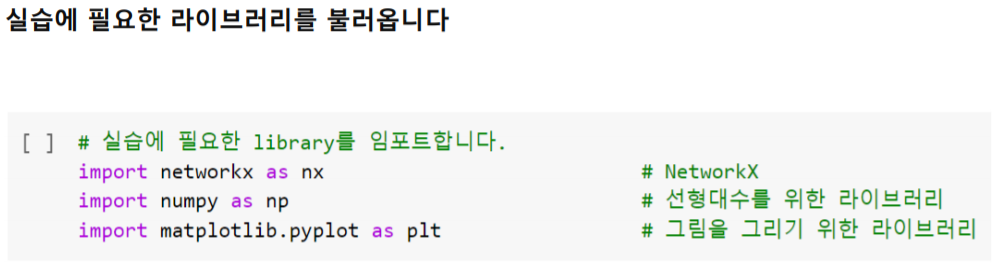 실습에 필요한 라이브러리를 불러옵니다
[ ] # 실습에 필요한 library를 임포트합니다.
import networkx as nx # NetworkX
import numpy as np # 선형대수를 위한 라이브러리
import matplotlib.pyplot as plt # 그림을 그리기 위한 라이브러리